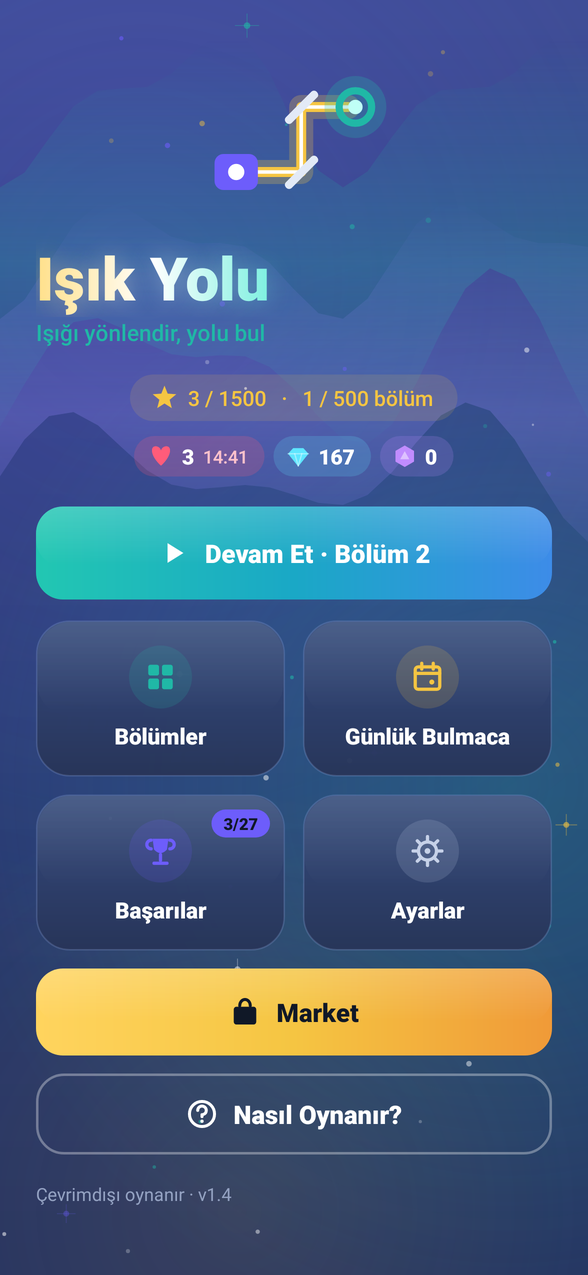 Işık Yolu
Işığı yönlendir, yolu bul
3 / 1500 · 1 / 500 bölüm
3 14:41 167 0
Devam Et · Bölüm 2
Bölümler Günlük Bulmaca
3/27
Başarılar Ayarlar
Market
Nasıl Oynanır?
Çevrimdışı oynanır · v1.4